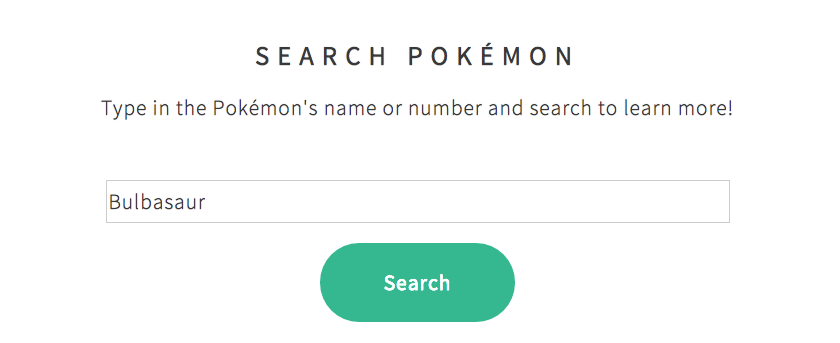 SEARCH POKÉMON
Type in the Pokémon's name or number and search to learn more!
Bulbasaur
Search